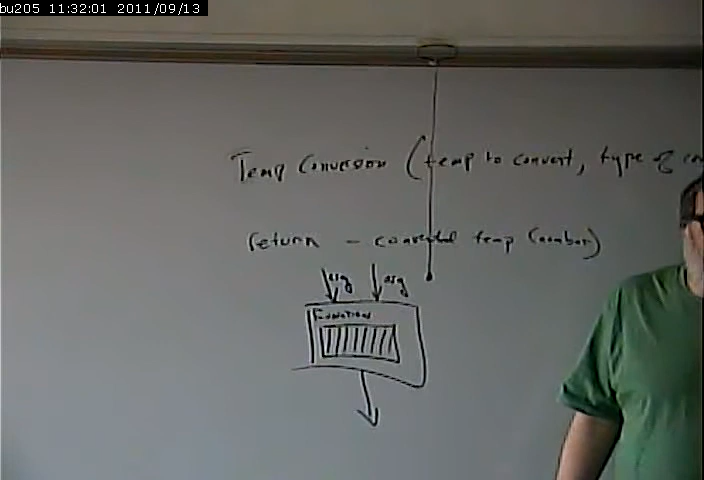 bu205 11:32:01 2011/09/13
Temp Conversion (temp to convert, type of
return - converted temp (number)
arg arg
Function